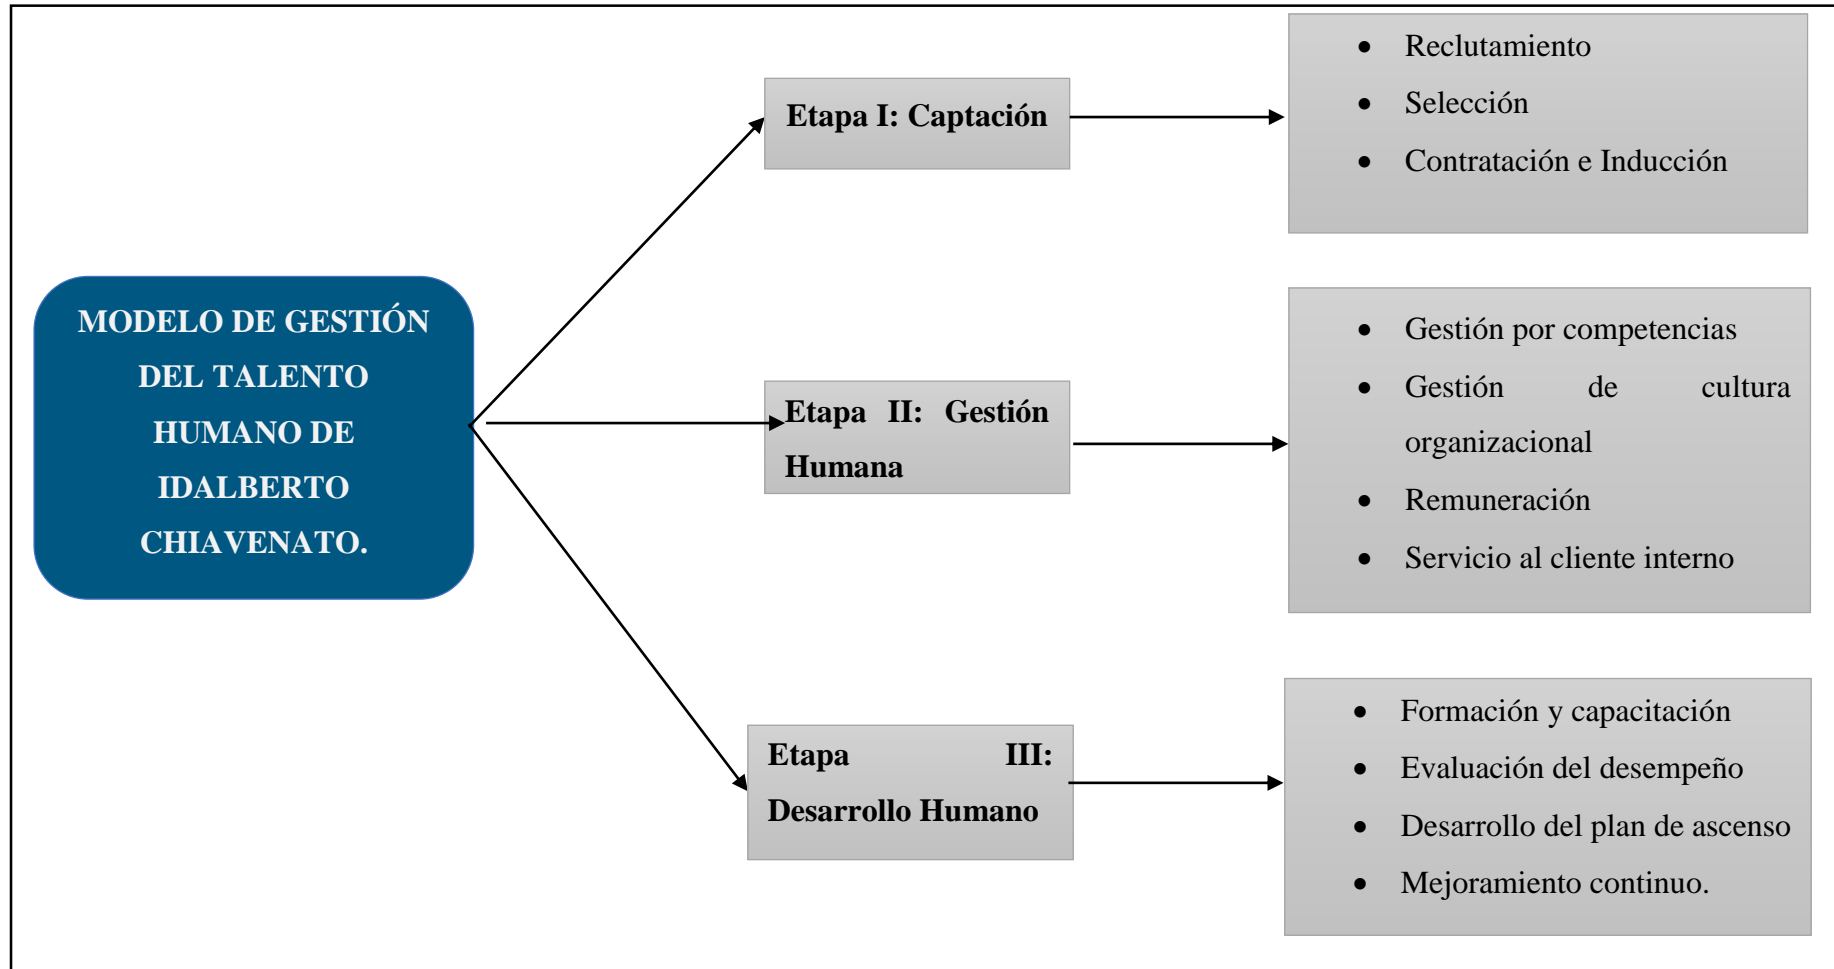 MODELO DE GESTIÓN
DEL TALENTO
HUMANO DE
IDALBERTO
CHIAVENATO.
Etapa I: Captación
• Reclutamiento
• Selección
• Contratación e Inducción
Etapa II: Gestión
Humana
• Gestión por competencias
• Gestión de cultura
organizacional
• Remuneración
• Servicio al cliente interno
Etapa III:
Desarrollo Humano
• Formación y capacitación
• Evaluación del desempeño
• Desarrollo del plan de ascenso
• Mejoramiento continuo.